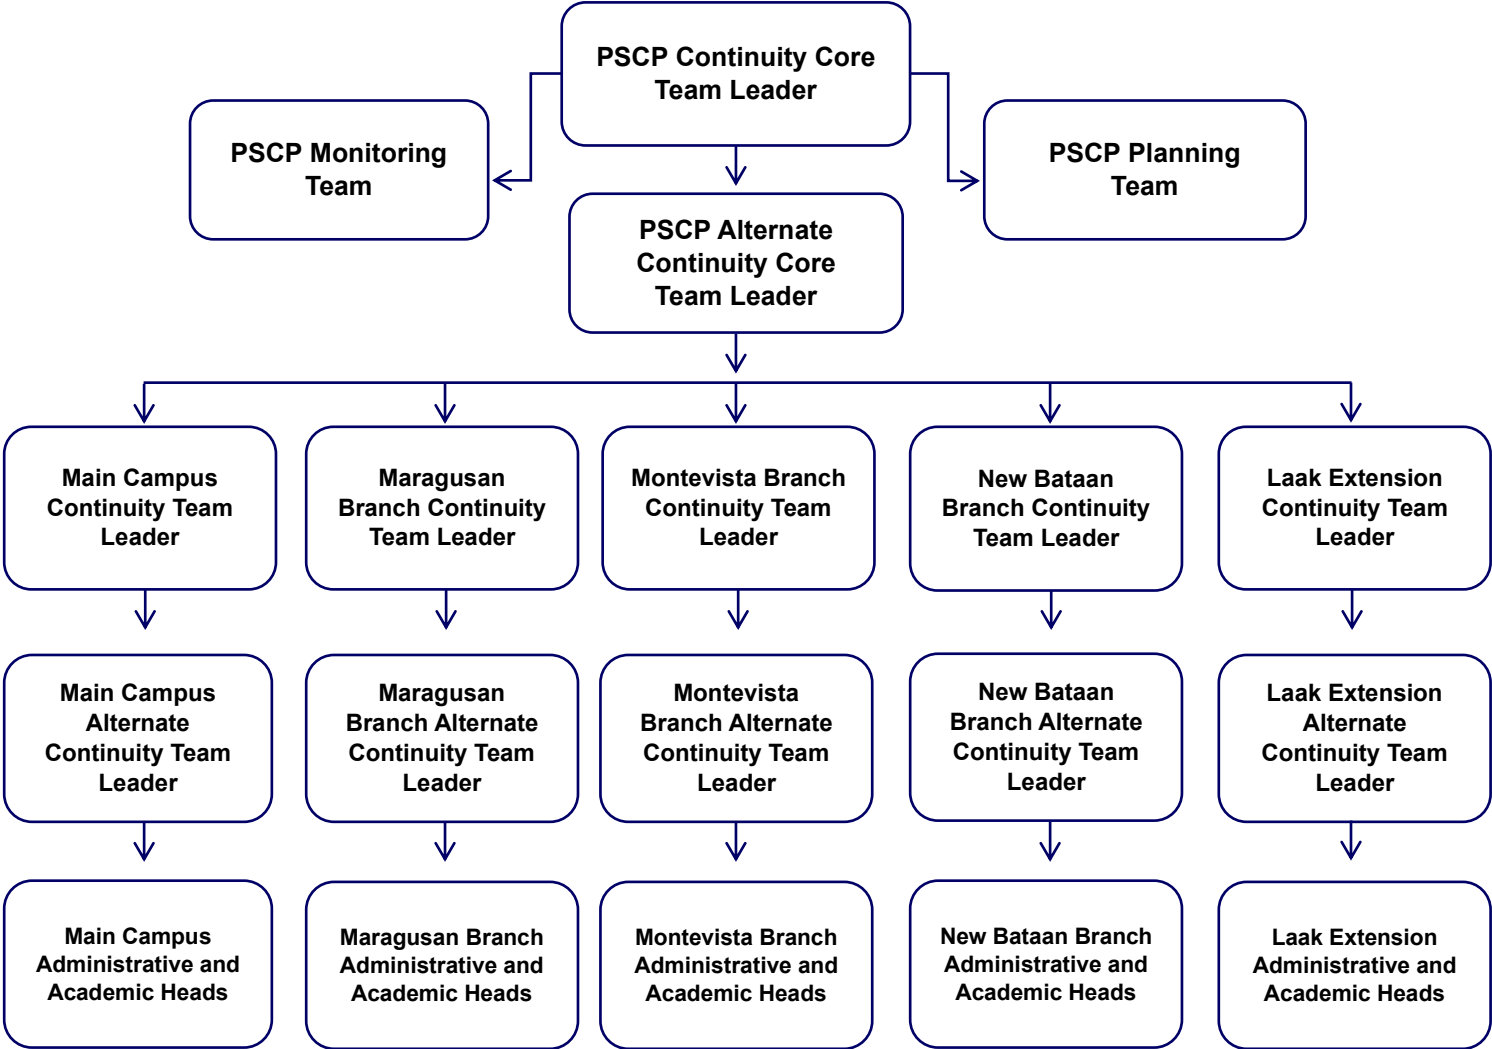 PSCP Continuity Core
Team Leader
PSCP Monitoring
Team
PSCP Planning
Team
PSCP Alternate
Continuity Core
Team Leader
Main Campus
Continuity Team
Leader
Maragusan
Branch Continuity
Team Leader
Montevista Branch
Continuity Team
Leader
New Bataan
Branch Continuity
Team Leader
Laak Extension
Continuity Team
Leader
Main Campus
Alternate
Continuity Team
Leader
Maragusan
Branch Alternate
Continuity Team
Leader
Montevista
Branch Alternate
Continuity Team
Leader
New Bataan
Branch Alternate
Continuity Team
Leader
Laak Extension
Alternate
Continuity Team
Leader
Main Campus
Administrative and
Academic Heads
Maragusan Branch
Administrative and
Academic Heads
Montevista Branch
Administrative and
Academic Heads
New Bataan Branch
Administrative and
Academic Heads
Laak Extension
Administrative and
Academic Heads